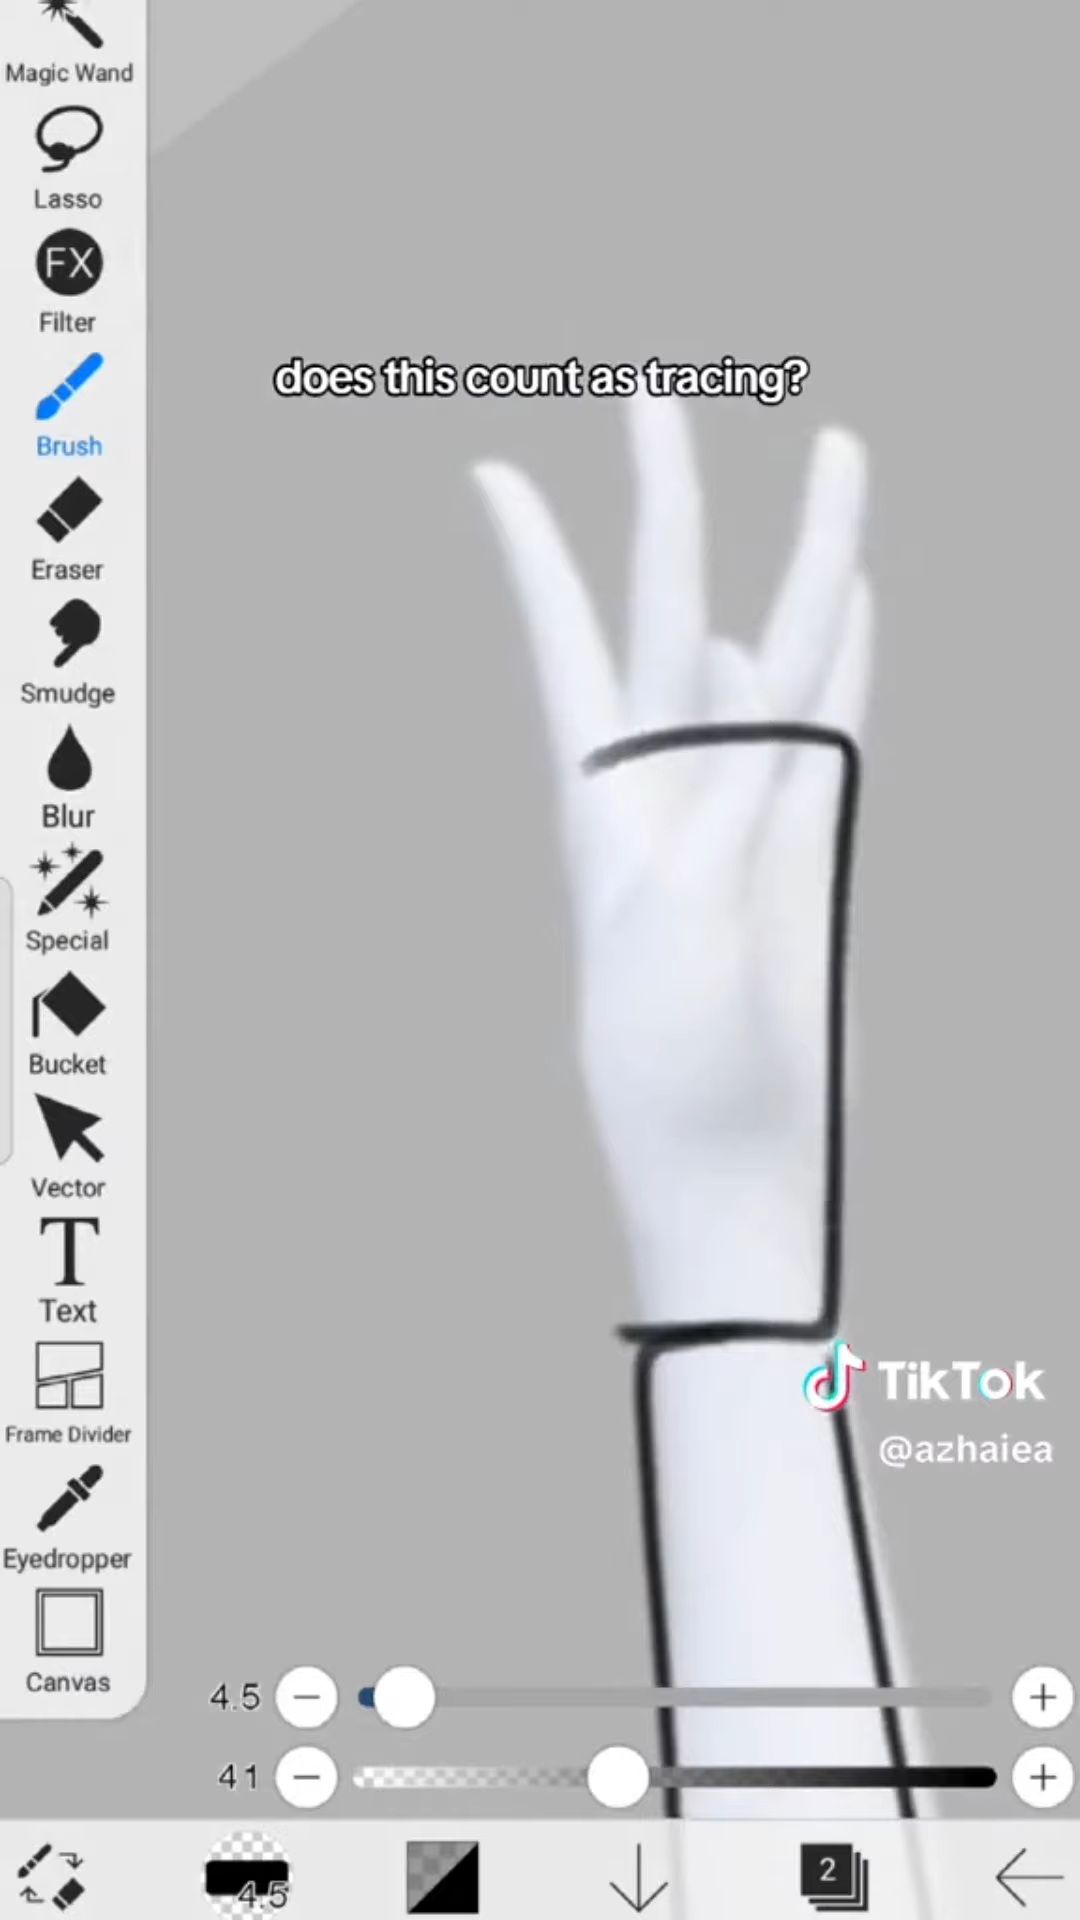 Magic Wand
Lasso
FX
Filter
does this count as tracing?
Brush
Eraser
Smudge
Blur
Special
Bucket
Vector
T
Text
TikTok
Frame Divider
@azhaiea
Eyedropper
Canvas
4.5
41
4.5
2